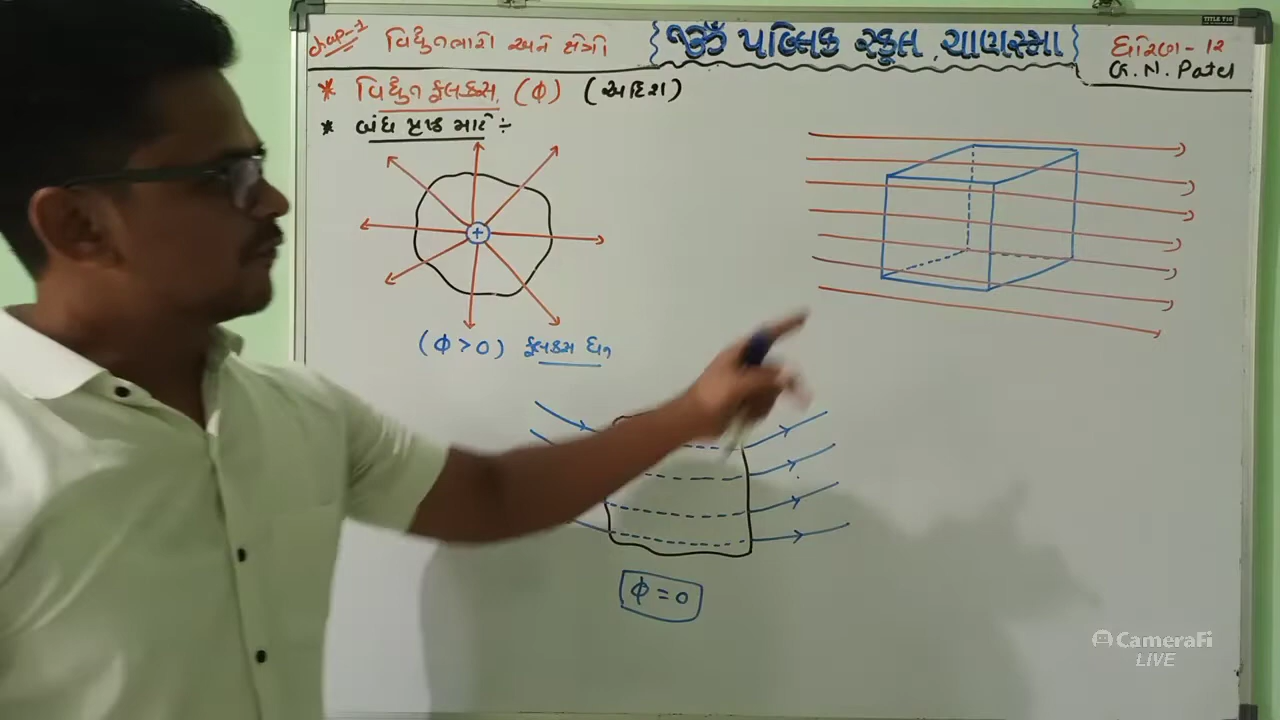 chap-1 વિદ્યુતભારો અને ક્ષેત્રો
ૐ પબ્લિક સ્કૂલ, ચાણસ્મા
ધોરણ - 12
G. N. Patel
* વિદ્યુત ફ્લક્સ (ϕ) (અદિશ)
* બંધ પૃષ્ઠ માટે ÷
+
(ϕ > 0) ફ્લક્સ ધન
ϕ = 0
CameraFi
LIVE